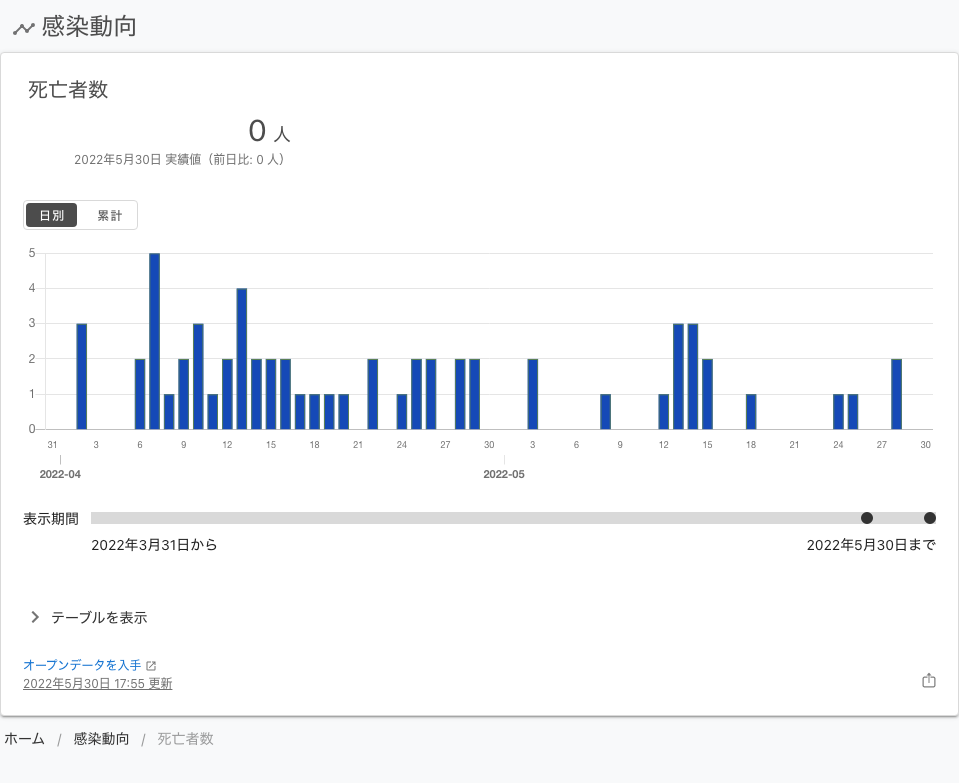 感染動向
死亡者数
0 人
2022年5月30日 実績値（前日比: 0 人）
日別 累計
5
4
3
2
1
0
31 3 6 9 12 15 18 21 24 27 30 3 6 9 12 15 18 21 24 27 30
2022-04 2022-05
表示期間
2022年3月31日から 2022年5月30日まで
テーブルを表示
オープンデータを入手
2022年5月30日 17:55 更新
ホーム / 感染動向 / 死亡者数